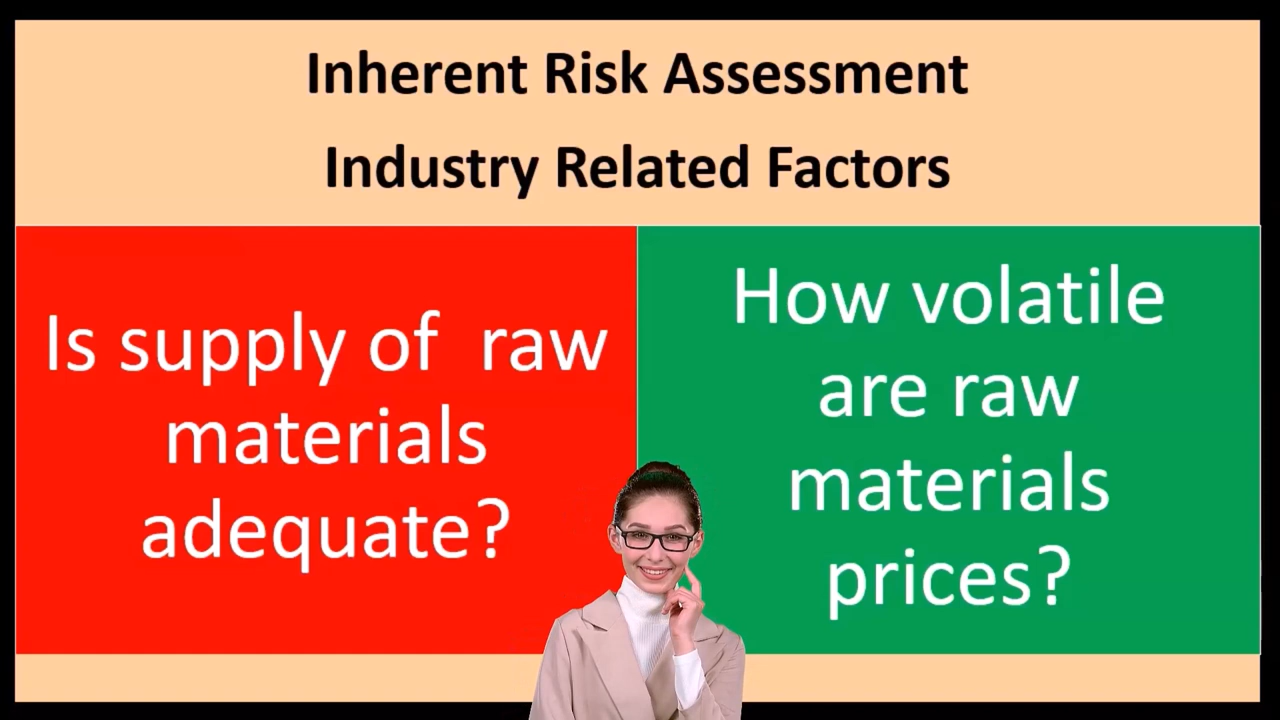 Inherent Risk Assessment
Industry Related Factors
Is supply of  raw
materials
adequate?
How volatile
are raw
materials
prices?